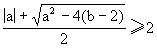 (|a| + √(a² − 4(b − 2))) / 2 ⩾ 2